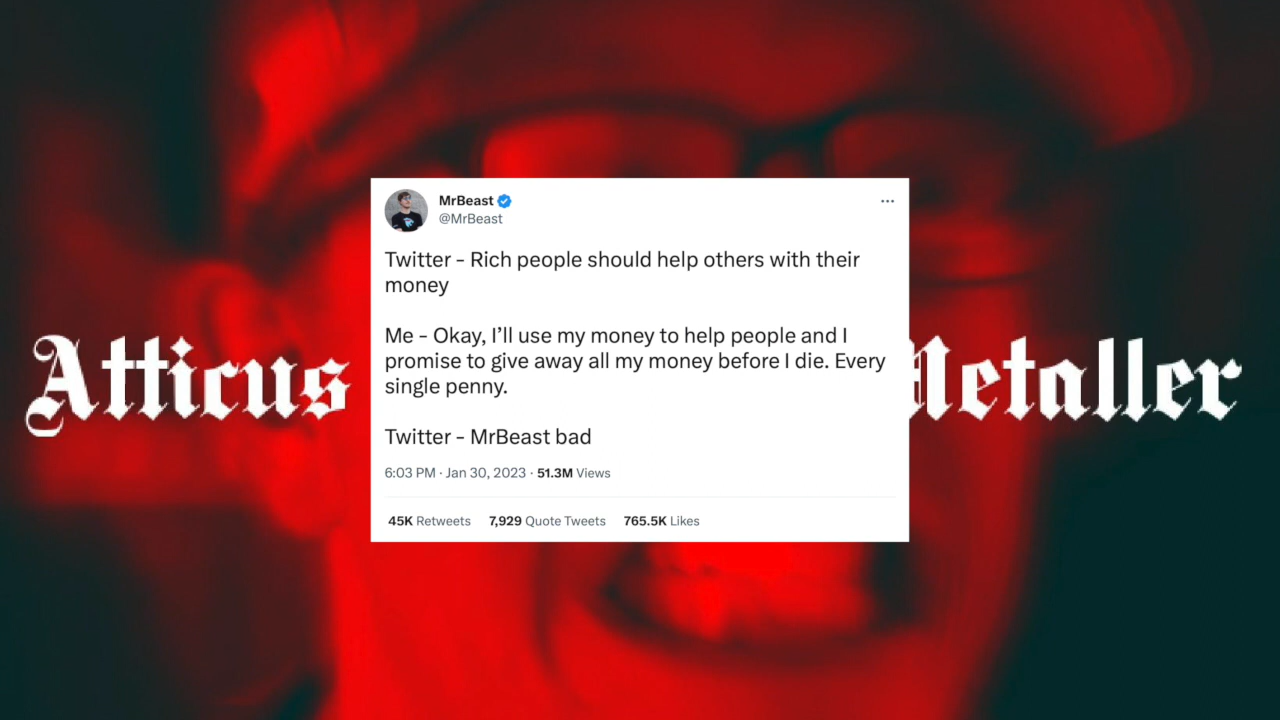 MrBeast
@MrBeast
Twitter - Rich people should help others with their
money
Me - Okay, I’ll use my money to help people and I
promise to give away all my money before I die. Every
single penny.
Twitter - MrBeast bad
6:03 PM · Jan 30, 2023 · 51.3M Views
45K Retweets 7,929 Quote Tweets 765.5K Likes
Atticus